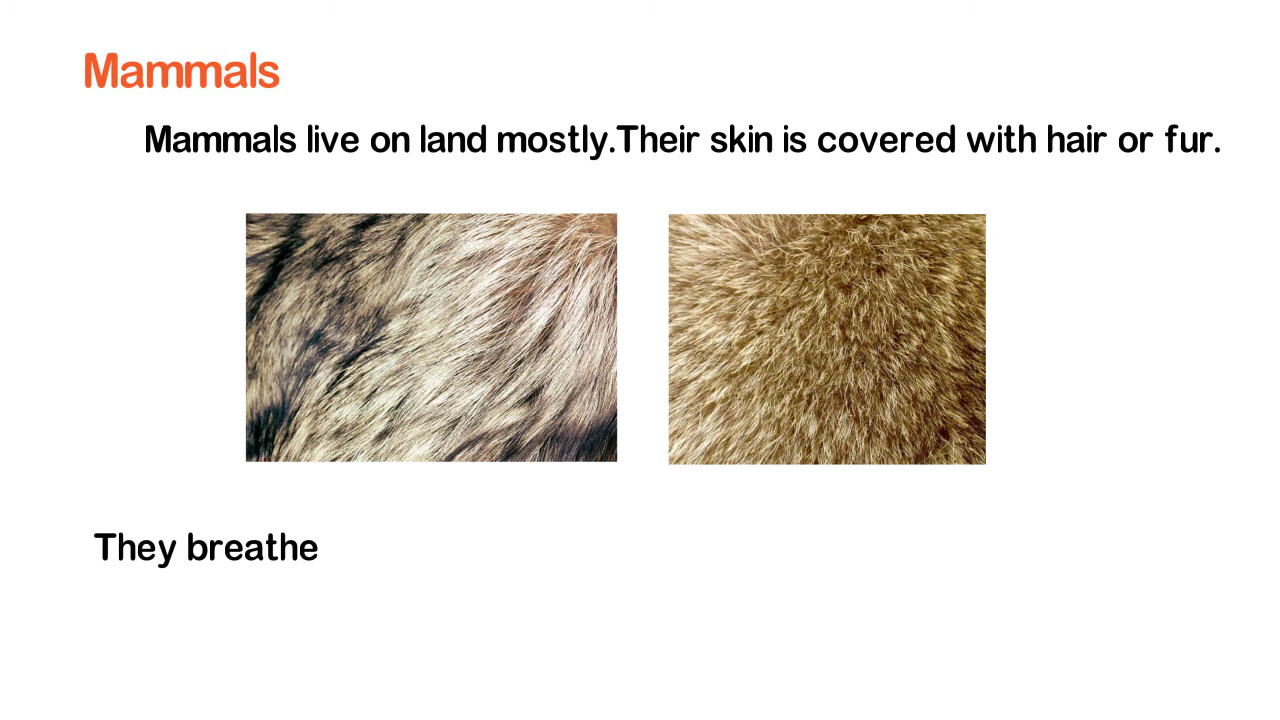 Mammals
Mammals live on land mostly.Their skin is covered with hair or fur.
They breathe